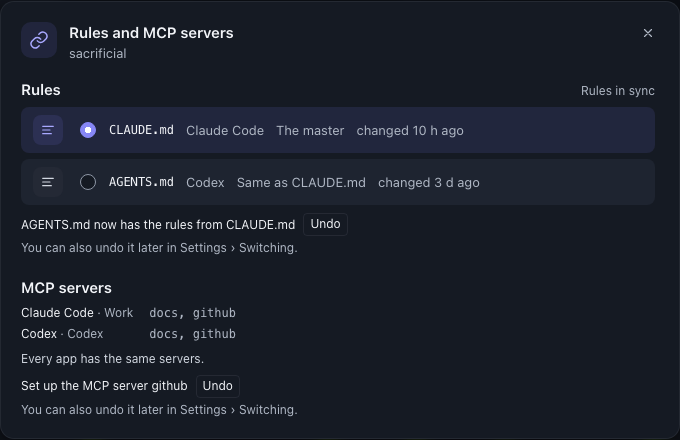 Rules and MCP servers
sacrificial
Rules
Rules in sync
CLAUDE.md Claude Code The master changed 10 h ago
AGENTS.md Codex Same as CLAUDE.md changed 3 d ago
AGENTS.md now has the rules from CLAUDE.md Undo
You can also undo it later in Settings › Switching.
MCP servers
Claude Code · Work docs, github
Codex · Codex docs, github
Every app has the same servers.
Set up the MCP server github Undo
You can also undo it later in Settings › Switching.